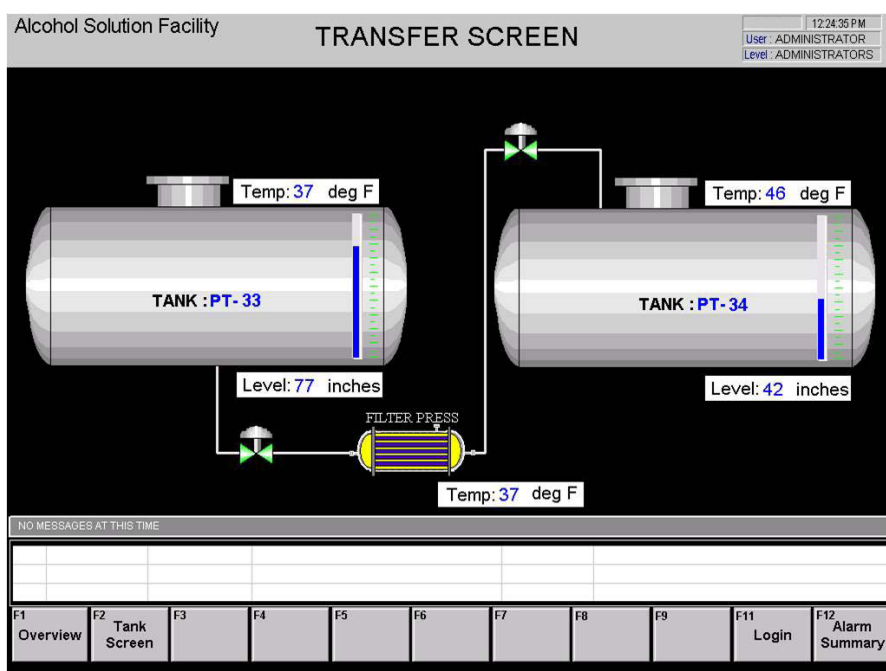 Alcohol Solution Facility
TRANSFER SCREEN
12:24:35 PM
User : ADMINISTRATOR
Level : ADMINISTRATORS
Temp: 37 deg F
Temp: 46 deg F
TANK : PT- 33
TANK : PT- 34
Level: 77 inches
Level: 42 inches
FILTER PRESS
Temp: 37 deg F
NO MESSAGES AT THIS TIME
F1 Overview
F2 Tank Screen
F3
F4
F5
F6
F7
F8
F9
F11 Login
F12 Alarm Summary